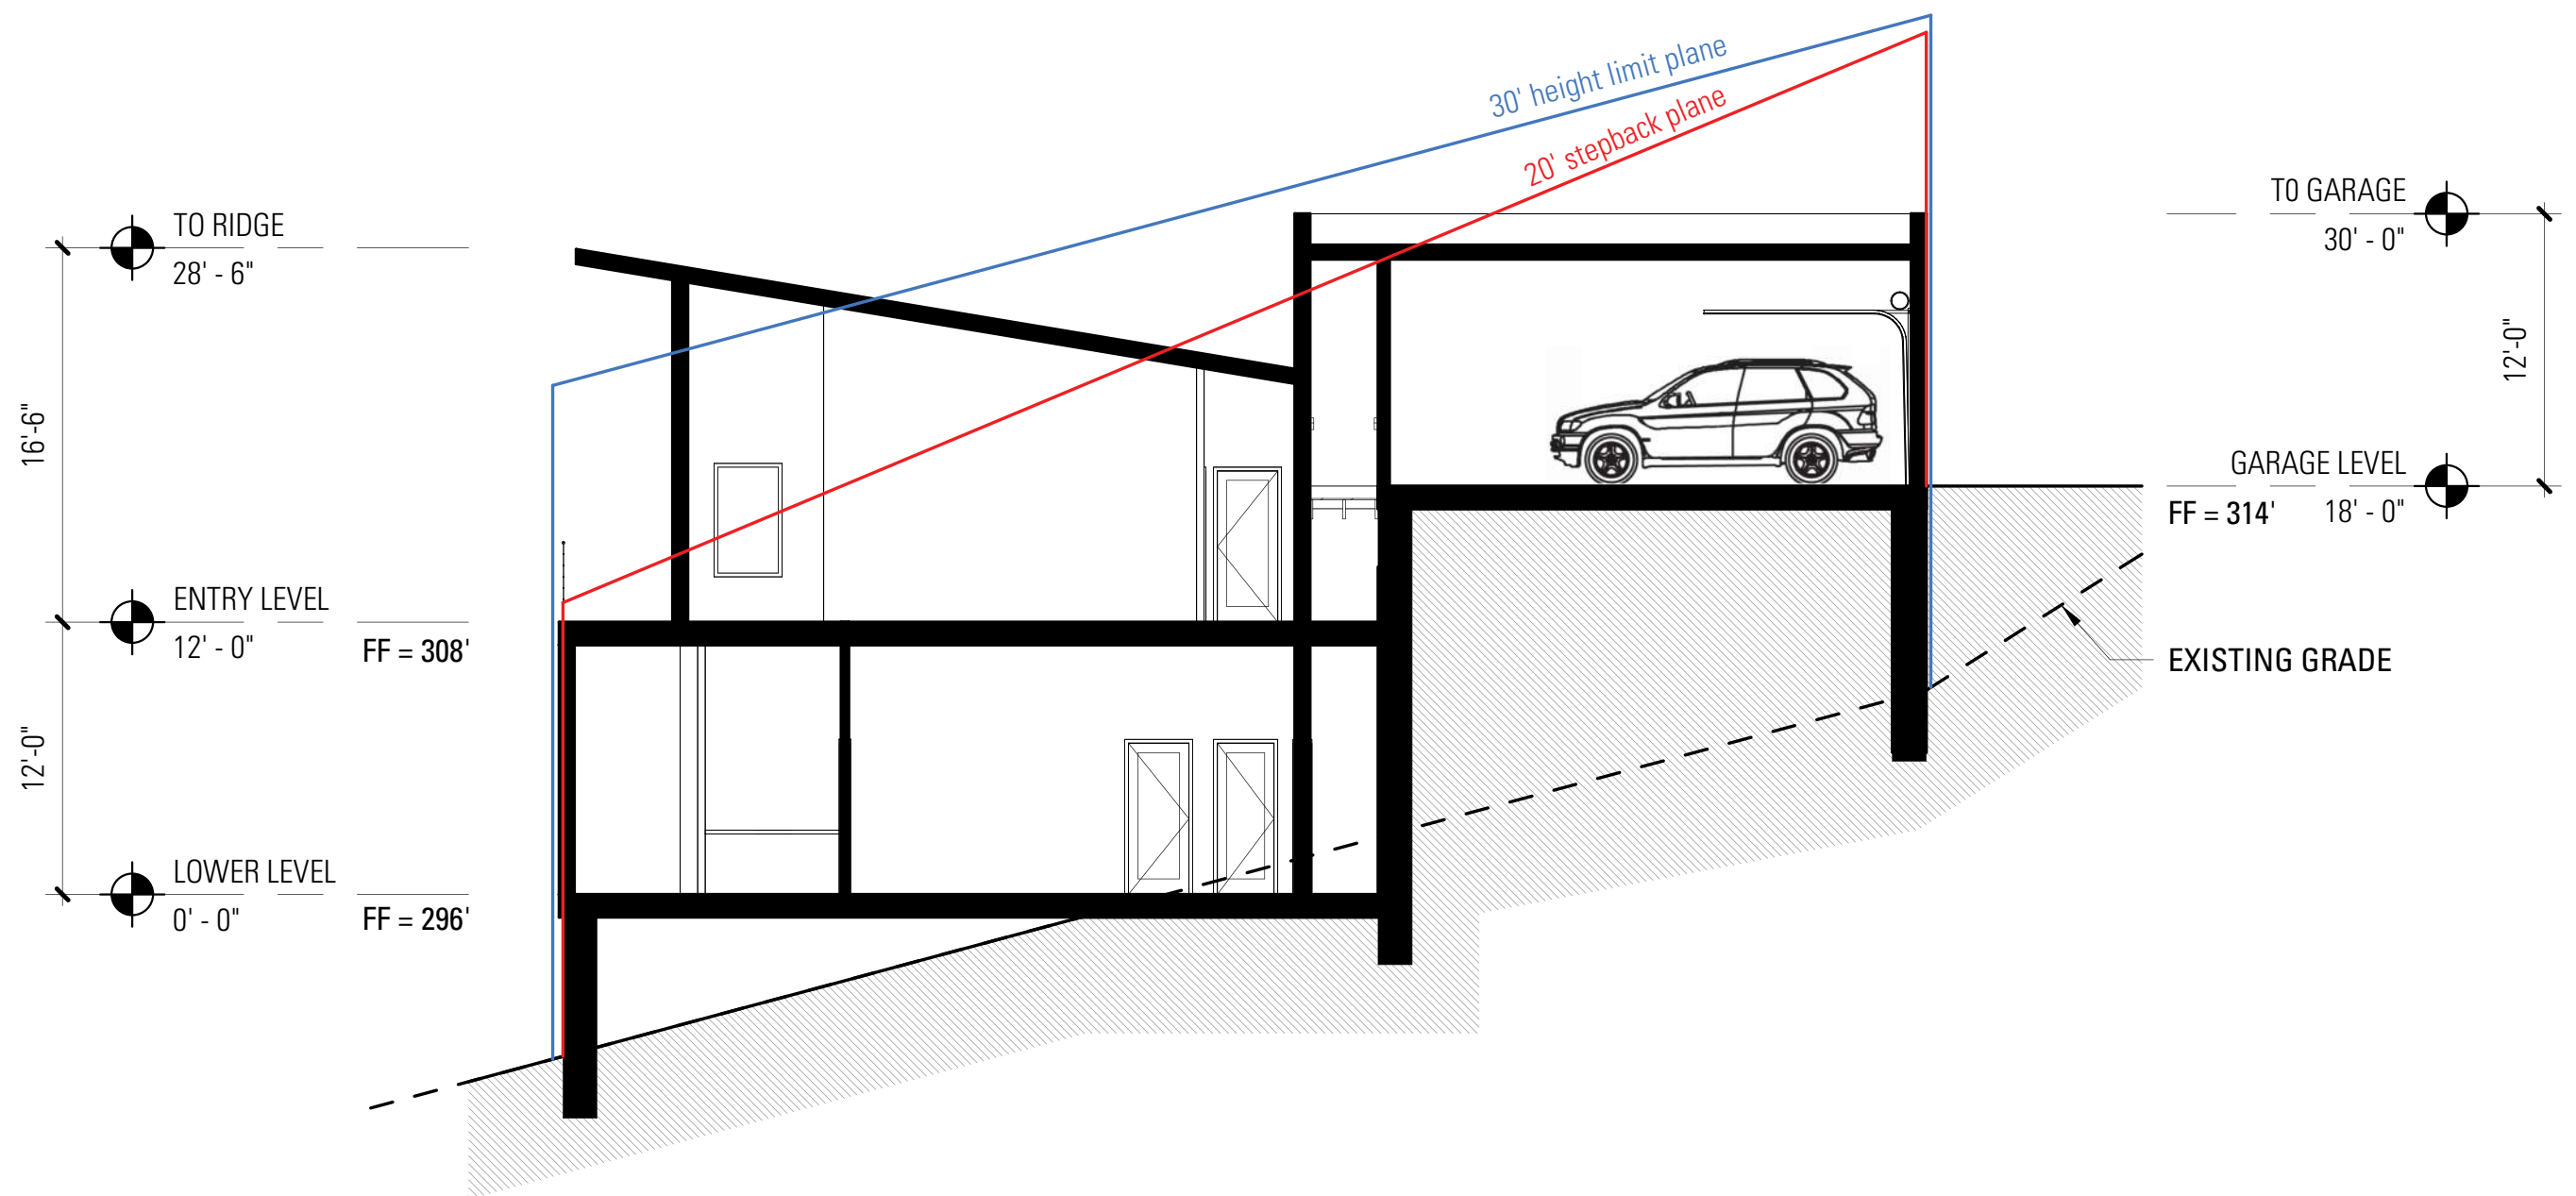 30' height limit plane
20' stepback plane
TO RIDGE
28' - 6"
16'-6"
ENTRY LEVEL
12' - 0"
FF = 308'
12'-0"
LOWER LEVEL
0' - 0"
FF = 296'
TO GARAGE
30' - 0"
12'-0"
GARAGE LEVEL
FF = 314'
18' - 0"
EXISTING GRADE